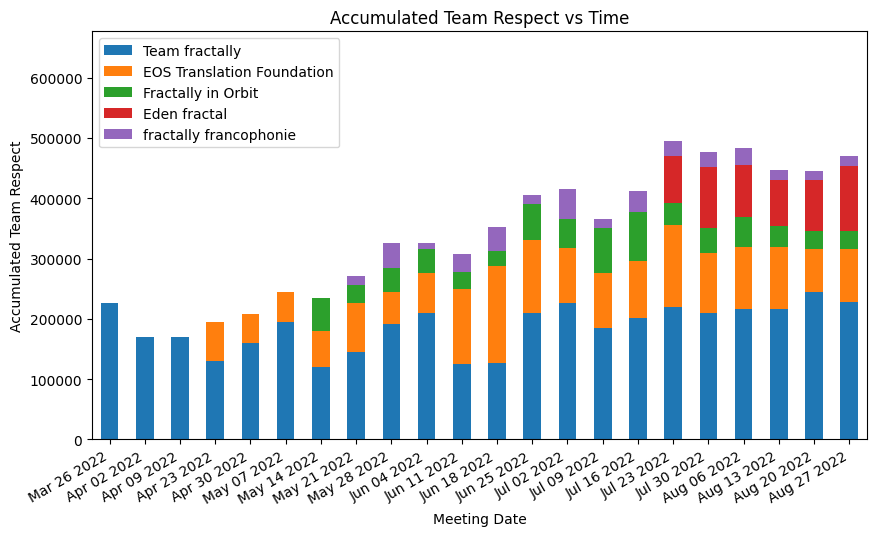 Accumulated Team Respect vs Time
Team fractally
EOS Translation Foundation
Fractally in Orbit
Eden fractal
fractally francophonie
Accumulated Team Respect
600000
500000
400000
300000
200000
100000
0
Mar 26 2022
Apr 02 2022
Apr 09 2022
Apr 23 2022
Apr 30 2022
May 07 2022
May 14 2022
May 21 2022
May 28 2022
Jun 04 2022
Jun 11 2022
Jun 18 2022
Jun 25 2022
Jul 02 2022
Jul 09 2022
Jul 16 2022
Jul 23 2022
Jul 30 2022
Aug 06 2022
Aug 13 2022
Aug 20 2022
Aug 27 2022
Meeting Date